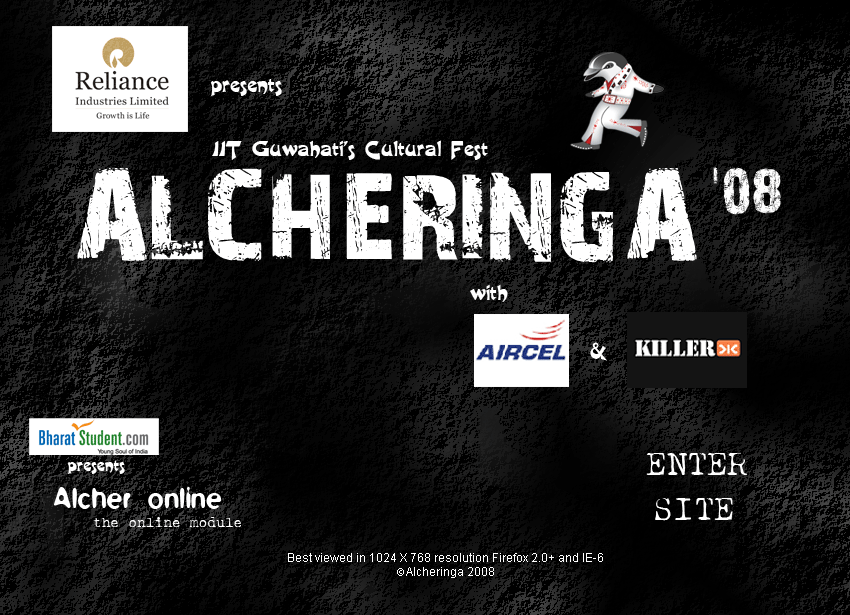 Reliance
Industries Limited
Growth is Life
presents
IIT Guwahati's Cultural Fest
ALCHERINGA '08
with
AIRCEL & KILLER
BharatStudent.com
Young Soul of India
presents
Alcher online
the online module
ENTER
SITE
Best viewed in 1024 X 768 resolution Firefox 2.0+ and IE-6
©Alcheringa 2008